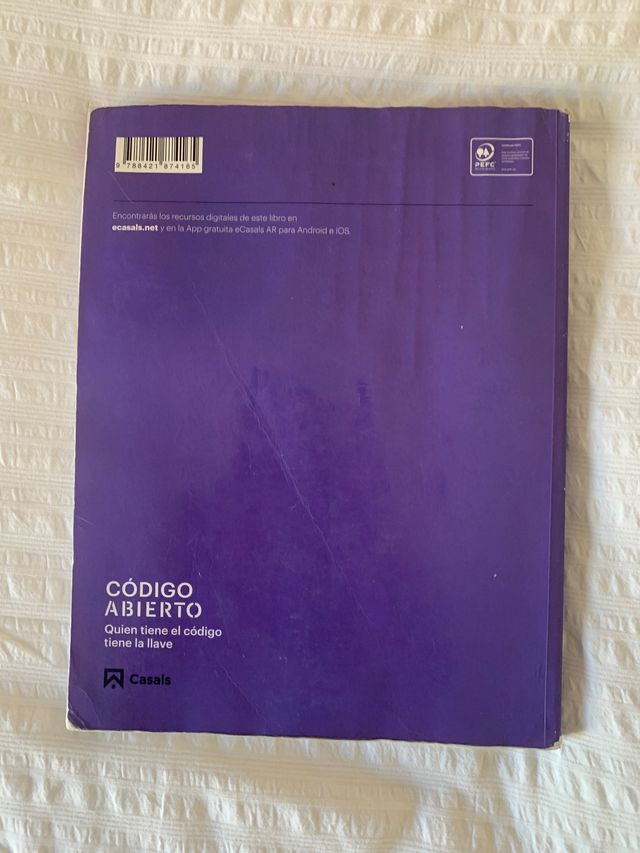 9 788421 874165
PEFC
Encontrarás los recursos digitales de este libro en
ecasals.net y en la App gratuita eCasals AR para Android e iOS.
CÓDIGO
ABIERTO
Quien tiene el código
tiene la llave
Casals